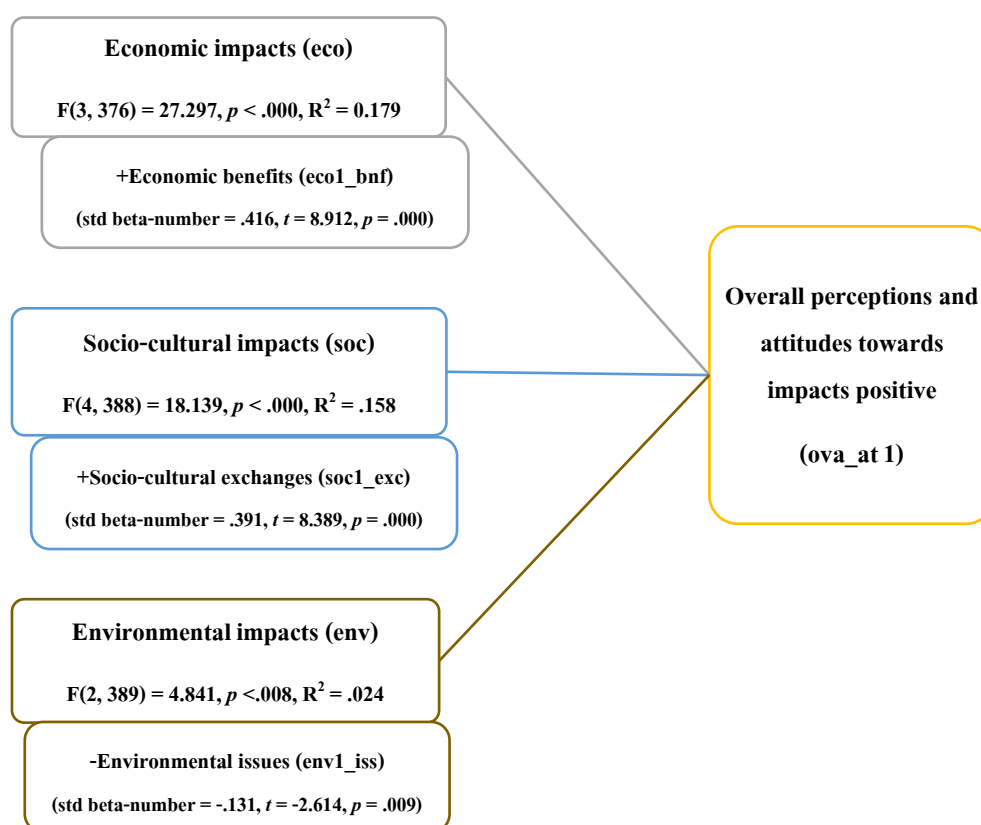 Economic impacts (eco)
F(3, 376) = 27.297, p < .000, R² = 0.179
+Economic benefits (eco1_bnf)
(std beta-number = .416, t = 8.912, p = .000)
Socio-cultural impacts (soc)
F(4, 388) = 18.139, p < .000, R² = .158
+Socio-cultural exchanges (soc1_exc)
(std beta-number = .391, t = 8.389, p = .000)
Environmental impacts (env)
F(2, 389) = 4.841, p <.008, R² = .024
-Environmental issues (env1_iss)
(std beta-number = -.131, t = -2.614, p = .009)
Overall perceptions and
attitudes towards
impacts positive
(ova_at 1)